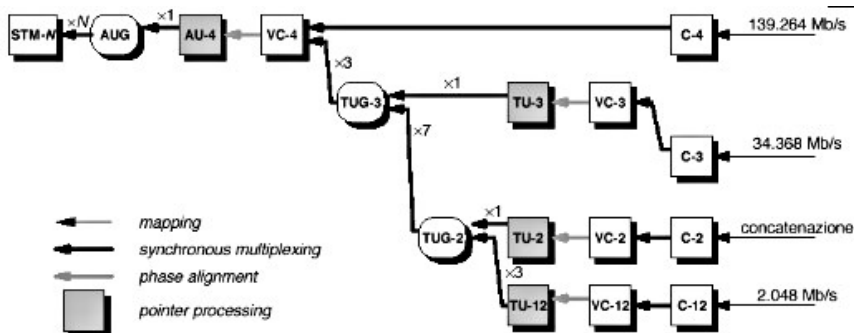 STM-N ×N AUG ×1 AU-4 VC-4 C-4 139.264 Mb/s
×3
TUG-3 ×1 TU-3 VC-3
×7
C-3 34.368 Mb/s
mapping
synchronous multiplexing
phase alignment
pointer processing
TUG-2 ×1 TU-2 VC-2 C-2 concatenazione
×3
TU-12 VC-12 C-12 2.048 Mb/s